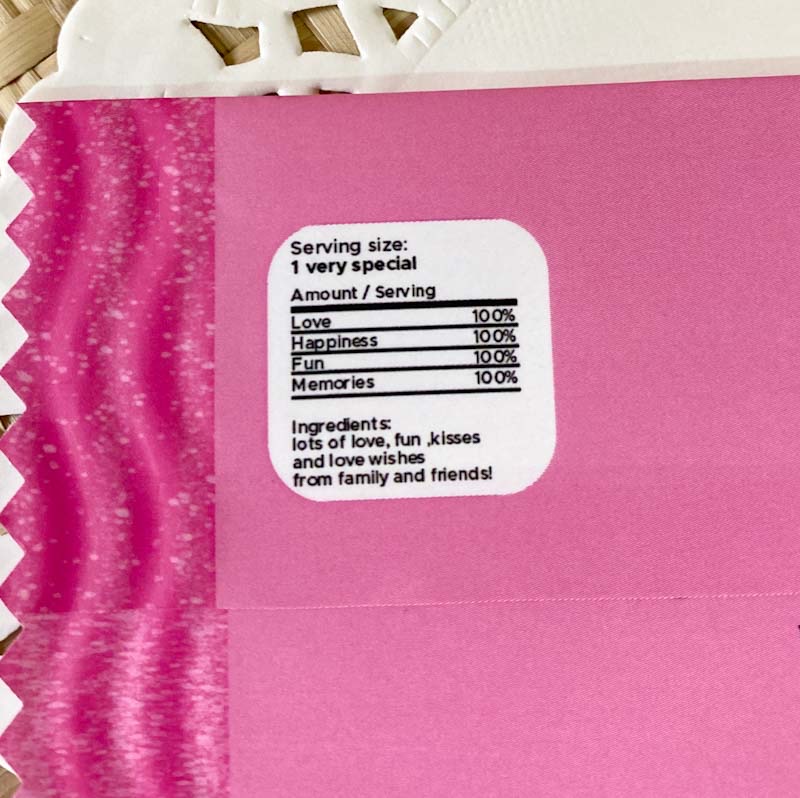 Serving size:
1 very special
Amount / Serving
Love 100%
Happiness 100%
Fun 100%
Memories 100%
Ingredients:
lots of love, fun ,kisses
and love wishes
from family and friends!